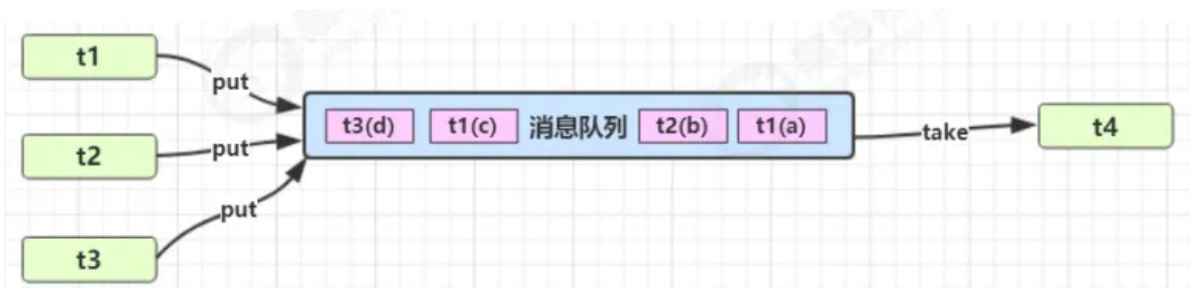 t1
put
t3(d) t1(c) 消息队列 t2(b) t1(a)
take
t4
t2
put
put
t3